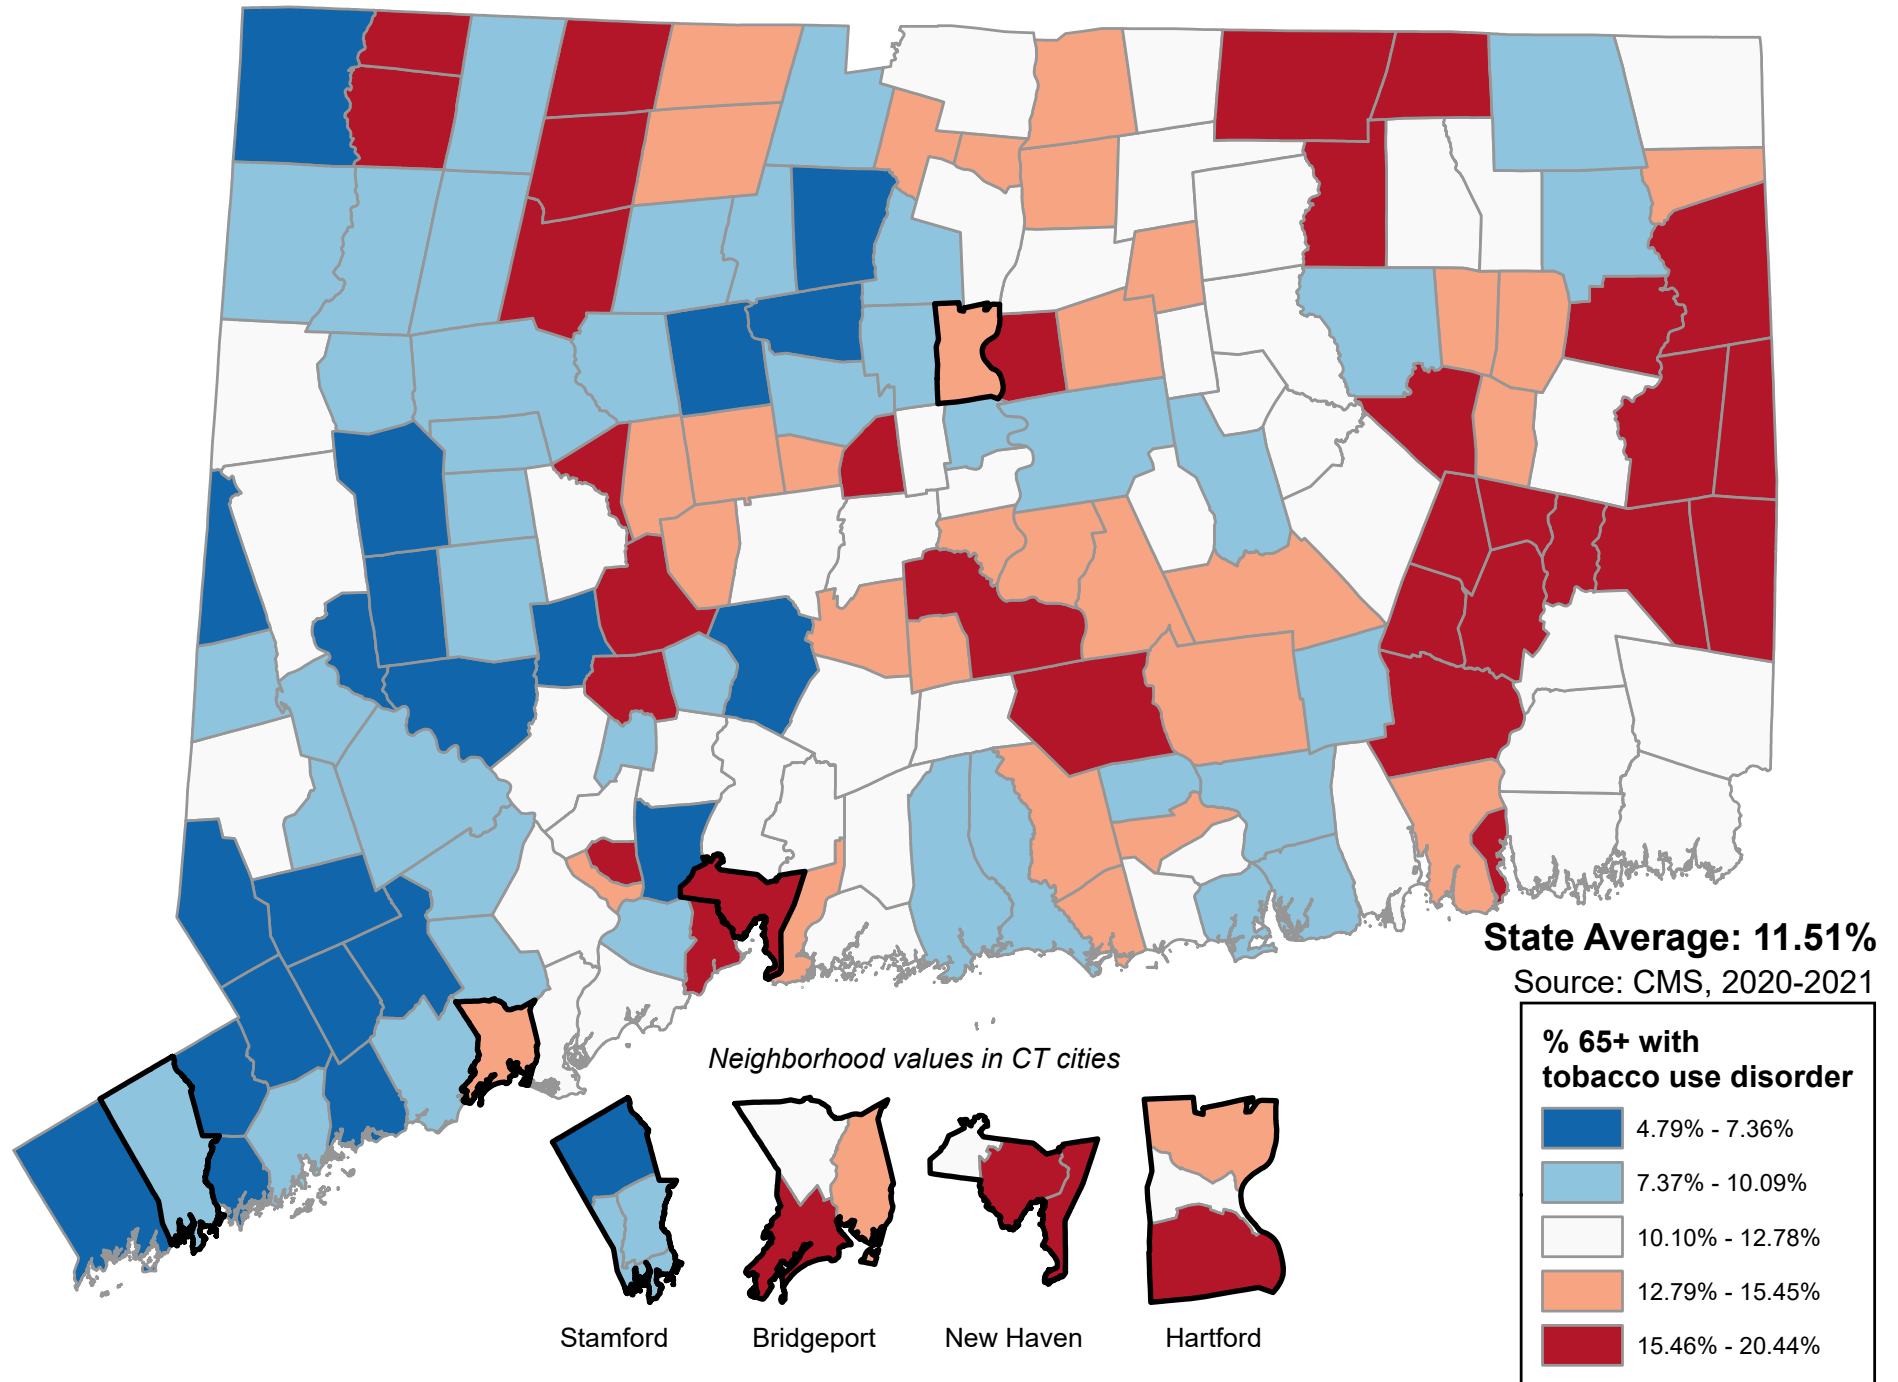 State Average: 11.51%
Source: CMS, 2020-2021
% 65+ with
tobacco use disorder
4.79% - 7.36%
7.37% - 10.09%
10.10% - 12.78%
12.79% - 15.45%
15.46% - 20.44%
Neighborhood values in CT cities
Stamford
Bridgeport
New Haven
Hartford